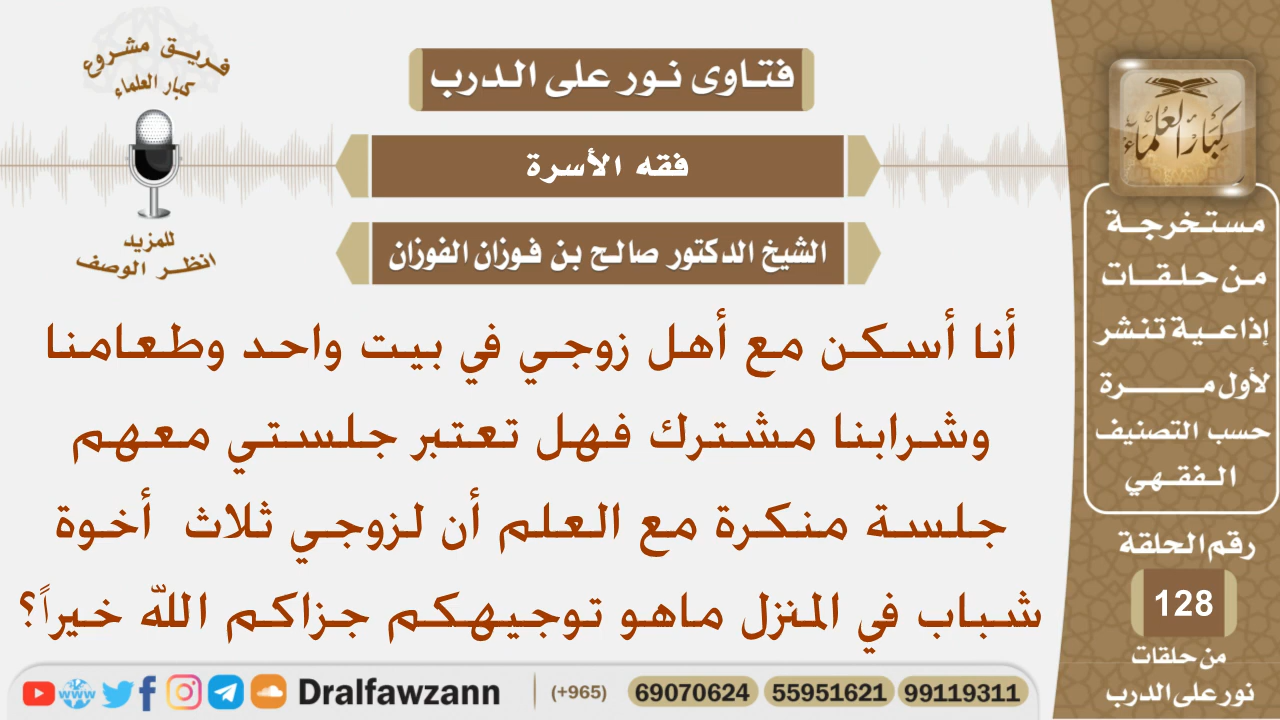 فريق مشروع
كبار العلماء
للمزيد
انظر الوصف
فتاوى نور على الدرب
فقه الأسرة
الشيخ الدكتور صالح بن فوزان الفوزان
أنا أسكن مع أهل زوجي في بيت واحد وطعامنا
وشرابنا مشترك فهل تعتبر جلستي معهم
جلسة منكرة مع العلم أن لزوجي ثلاث أخوة
شباب في المنزل ماهو توجيهكم جزاكم الله خيراً؟
كبار العلماء
مستخرجة
من حلقات
إذاعية تنشر
لأول مرة
حسب التصنيف
الفقهي
رقم الحلقة
128
من حلقات
نور على الدرب
www Dralfawzann (+965) 69070624 55951621 99119311